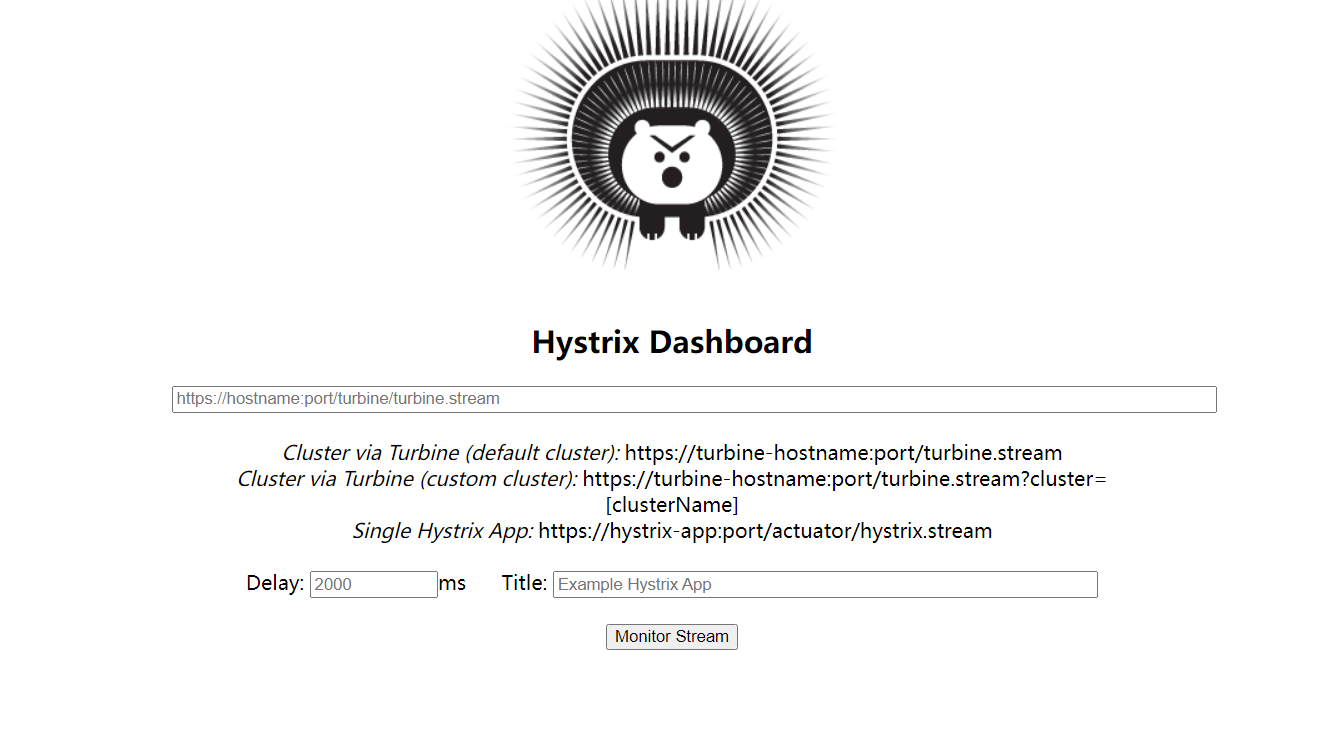 Hystrix Dashboard
https://hostname:port/turbine/turbine.stream
Cluster via Turbine (default cluster): https://turbine-hostname:port/turbine.stream
Cluster via Turbine (custom cluster): https://turbine-hostname:port/turbine.stream?cluster=
[clusterName]
Single Hystrix App: https://hystrix-app:port/actuator/hystrix.stream
Delay: 2000 ms Title: Example Hystrix App
Monitor Stream